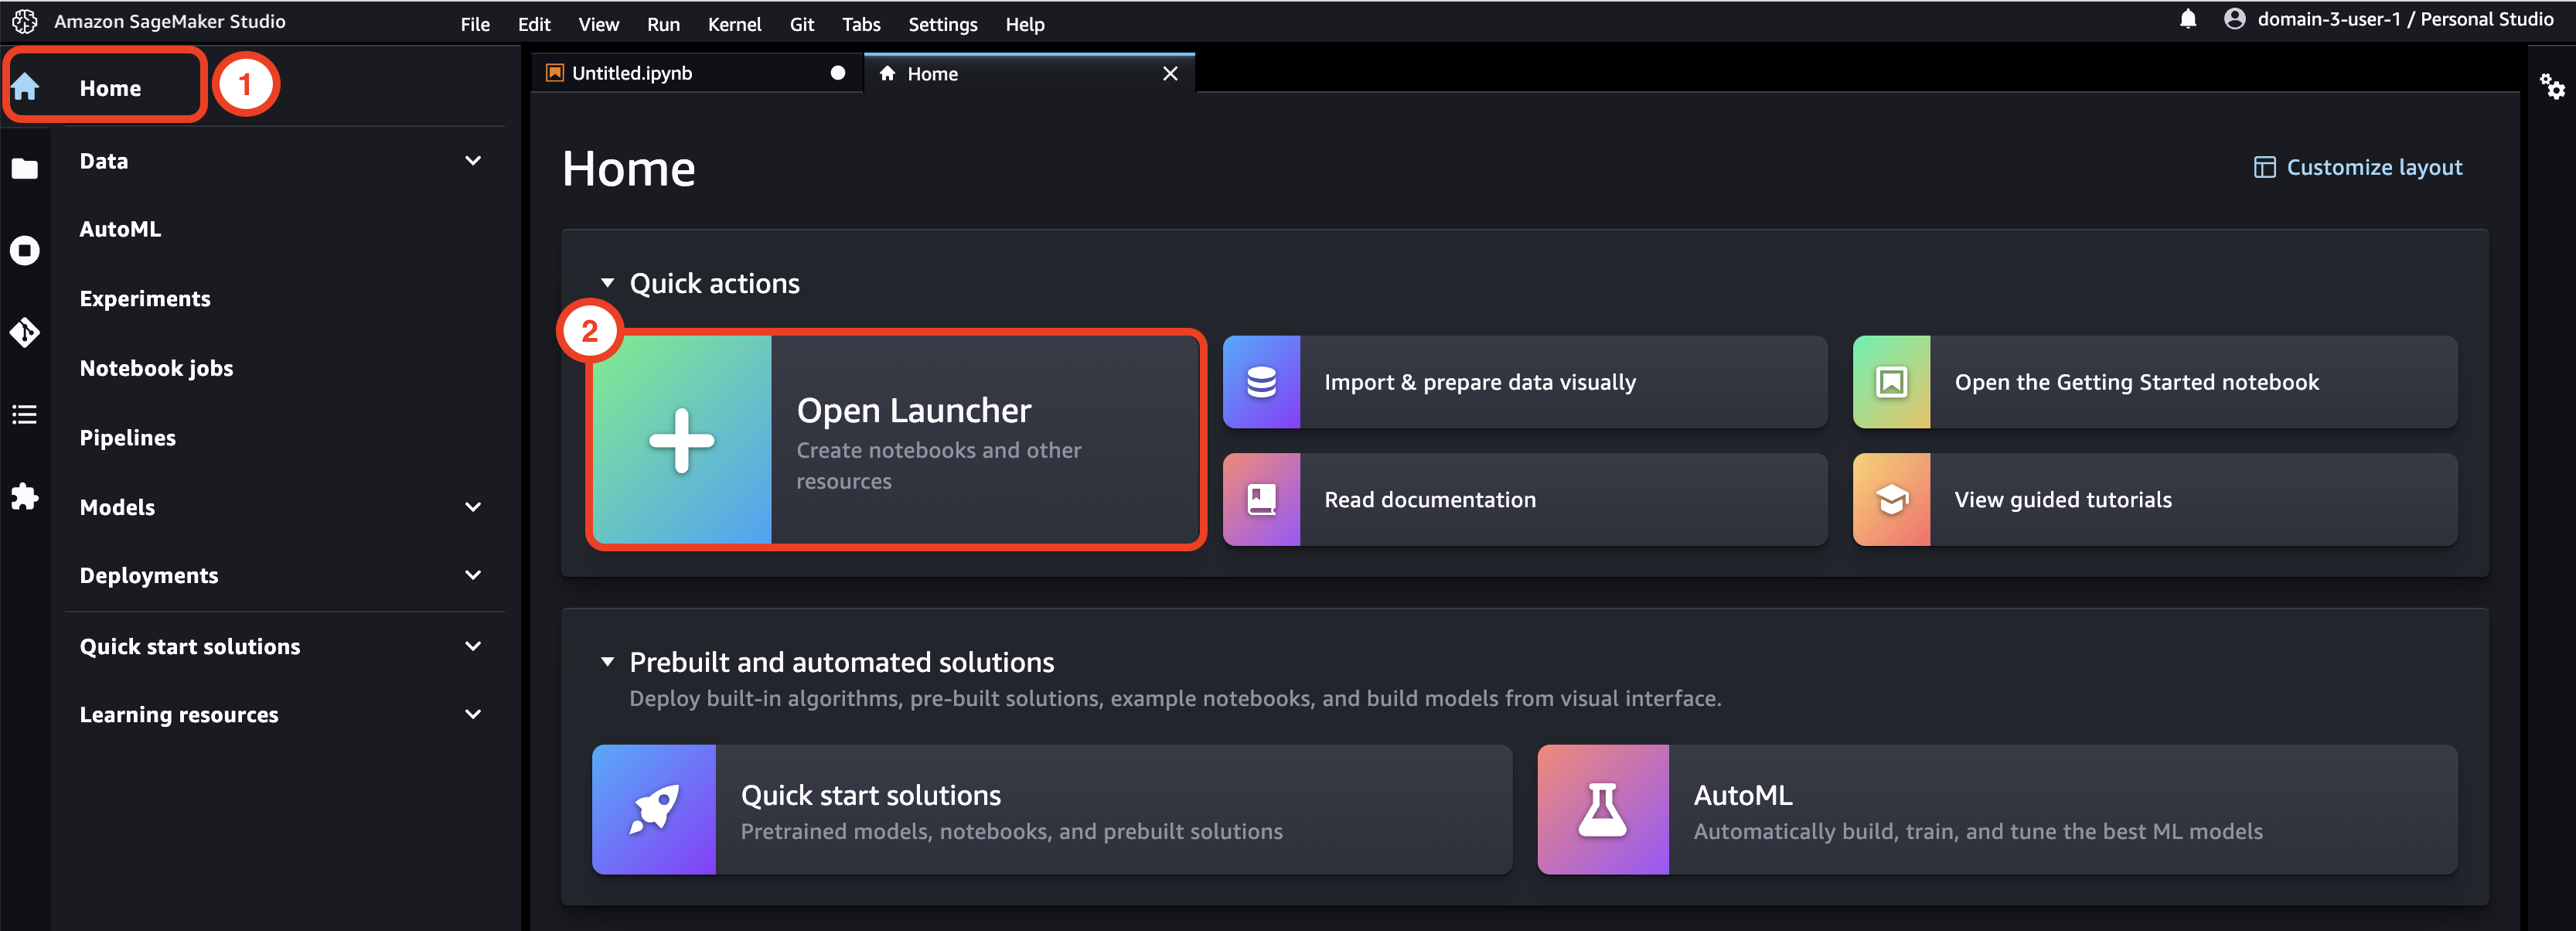 Amazon SageMaker Studio
File Edit View Run Kernel Git Tabs Settings Help
domain-3-user-1 / Personal Studio
Home
1
Data
AutoML
Experiments
Notebook jobs
Pipelines
Models
Deployments
Quick start solutions
Learning resources
Untitled.ipynb
Home
Home
Customize layout
Quick actions
2
Open Launcher
Create notebooks and other
resources
Import & prepare data visually
Open the Getting Started notebook
Read documentation
View guided tutorials
Prebuilt and automated solutions
Deploy built-in algorithms, pre-built solutions, example notebooks, and build models from visual interface.
Quick start solutions
Pretrained models, notebooks, and prebuilt solutions
AutoML
Automatically build, train, and tune the best ML models